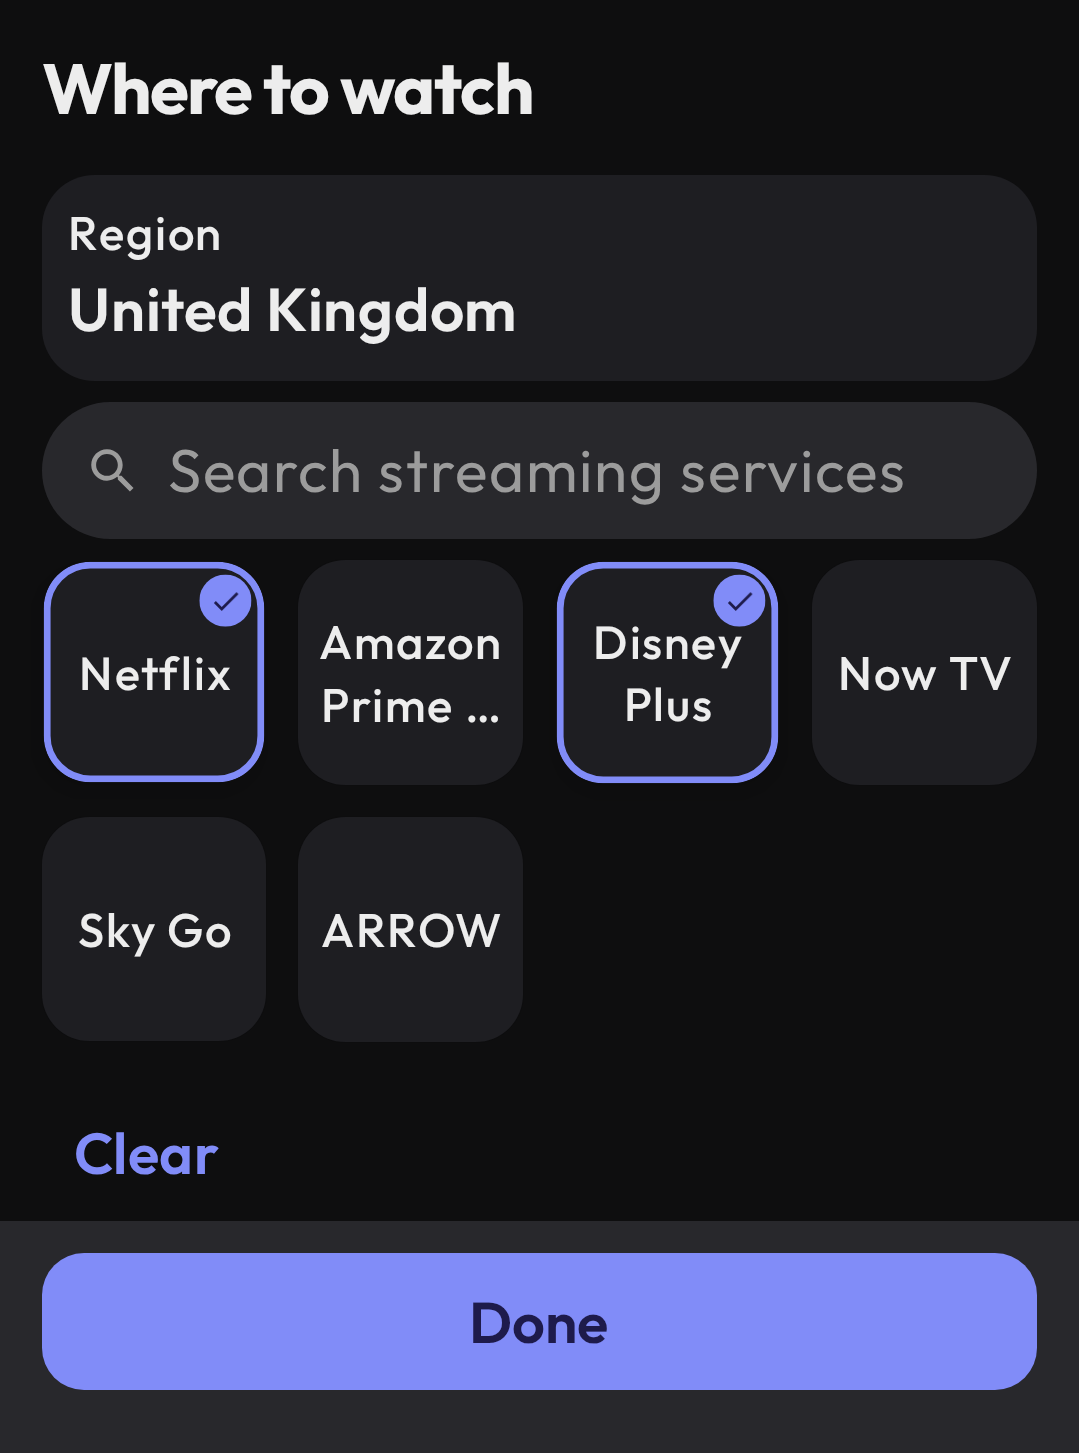 Where to watch
Region
United Kingdom
Search streaming services
Netflix
Amazon
Prime ...
Disney
Plus
Now TV
Sky Go
ARROW
Clear
Done